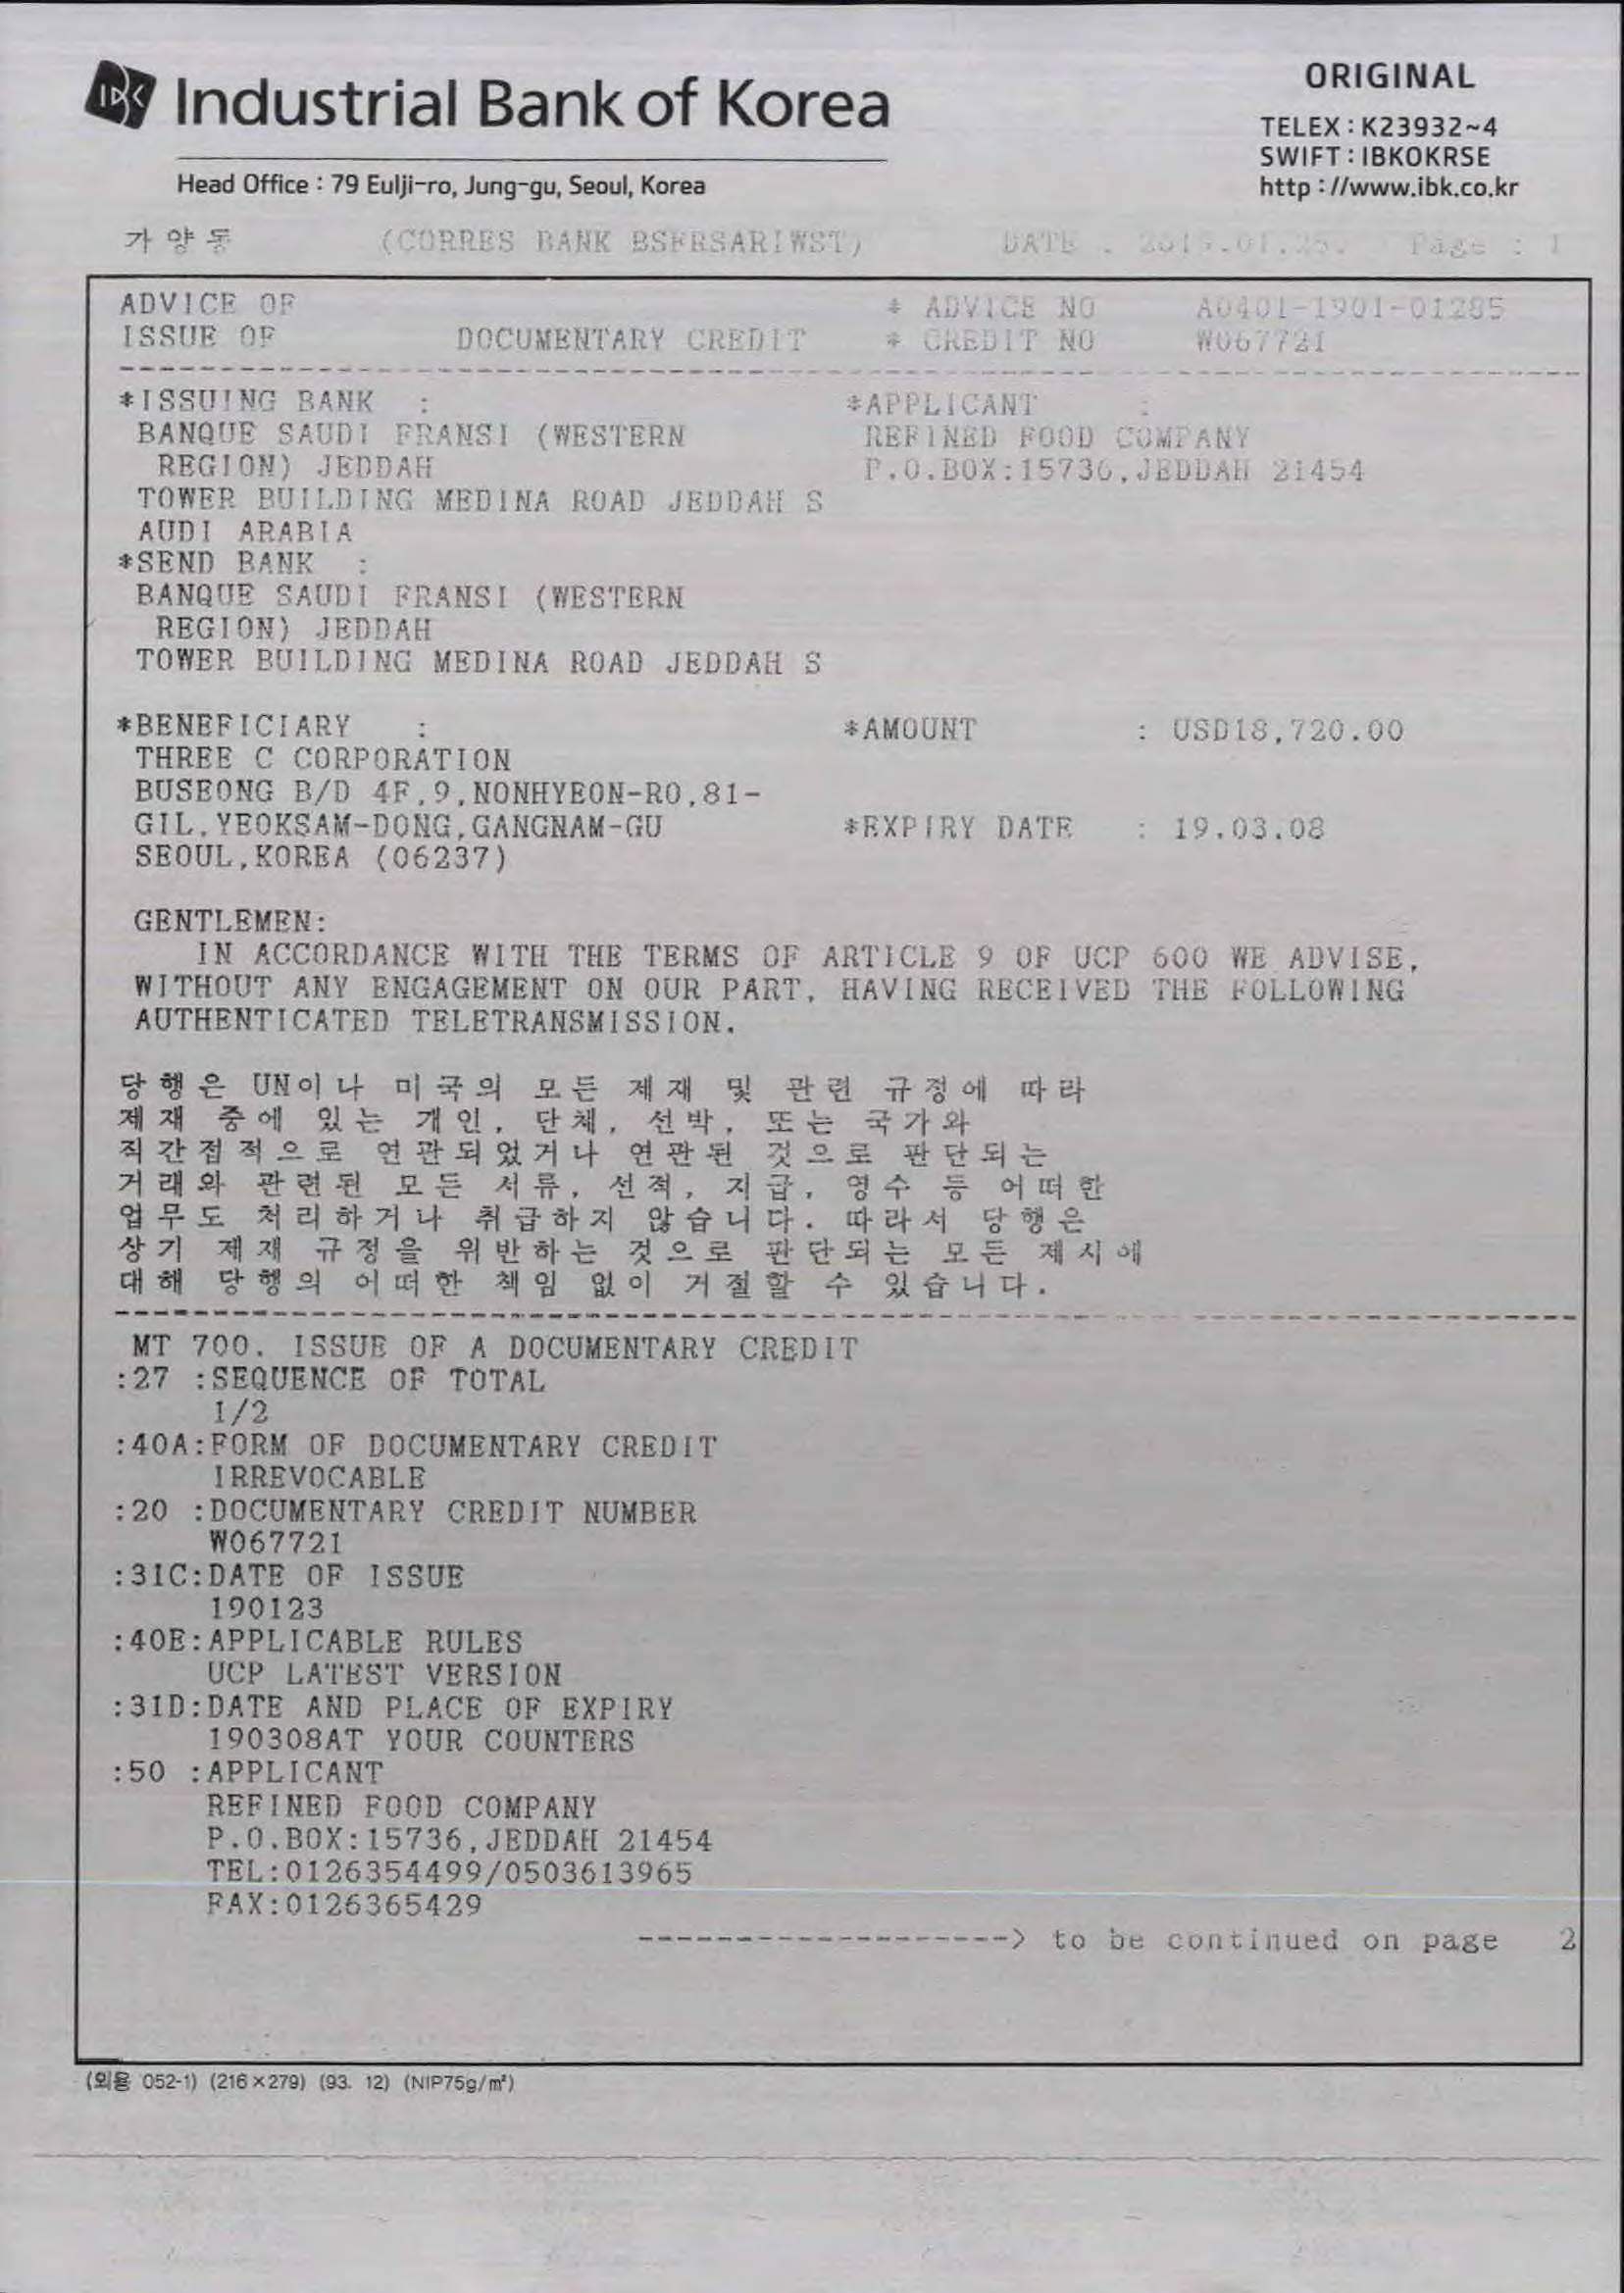 IBK Industrial Bank of Korea
ORIGINAL
TELEX : K23932~4
SWIFT : IBKOKRSE
http : //www.ibk.co.kr
Head Office : 79 Eulji-ro, Jung-gu, Seoul, Korea
가양동 (CORRES BANK BSFRSARIWST) DATE : Page : 1
ADVICE OF * ADVICE NO A0401-1901-01285
ISSUE OF DOCUMENTARY CREDIT * CREDIT NO W067721
*ISSUING BANK : *APPLICANT :
BANQUE SAUDI FRANSI (WESTERN REFINED FOOD COMPANY
REGION) JEDDAH P.O.BOX:15736,JEDDAH 21454
TOWER BUILDING MEDINA ROAD JEDDAH S
AUDI ARABIA
*SEND BANK :
BANQUE SAUDI FRANSI (WESTERN
REGION) JEDDAH
TOWER BUILDING MEDINA ROAD JEDDAH S
*BENEFICIARY : *AMOUNT : USD18,720.00
THREE C CORPORATION
BUSEONG B/D 4F,9,NONHYEON-RO,81-
GIL,YEOKSAM-DONG,GANGNAM-GU *EXPIRY DATE : 19.03.08
SEOUL,KOREA (06237)
GENTLEMEN:
IN ACCORDANCE WITH THE TERMS OF ARTICLE 9 OF UCP 600 WE ADVISE,
WITHOUT ANY ENGAGEMENT ON OUR PART, HAVING RECEIVED THE FOLLOWING
AUTHENTICATED TELETRANSMISSION.
당행은 UN이나 미국의 모든 제재 및 관련 규정에 따라
제재 중에 있는 개인, 단체, 선박, 또는 국가와
직간접적으로 연관되었거나 연관된 것으로 판단되는
거래와 관련된 모든 서류, 선적, 지급, 영수 등 어떠한
업무도 처리하거나 취급하지 않습니다. 따라서 당행은
상기 제재 규정을 위반하는 것으로 판단되는 모든 제시에
대해 당행의 어떠한 책임 없이 거절할 수 있습니다.
MT 700. ISSUE OF A DOCUMENTARY CREDIT
:27 :SEQUENCE OF TOTAL
1/2
:40A:FORM OF DOCUMENTARY CREDIT
IRREVOCABLE
:20 :DOCUMENTARY CREDIT NUMBER
W067721
:31C:DATE OF ISSUE
190123
:40E:APPLICABLE RULES
UCP LATEST VERSION
:31D:DATE AND PLACE OF EXPIRY
190308AT YOUR COUNTERS
:50 :APPLICANT
REFINED FOOD COMPANY
P.O.BOX:15736,JEDDAH 21454
TEL:0126354499/0503613965
FAX:0126365429
-------------------> to be continued on page 2
(외용 052-1) (216×279) (93. 12) (NIP75g/㎡)